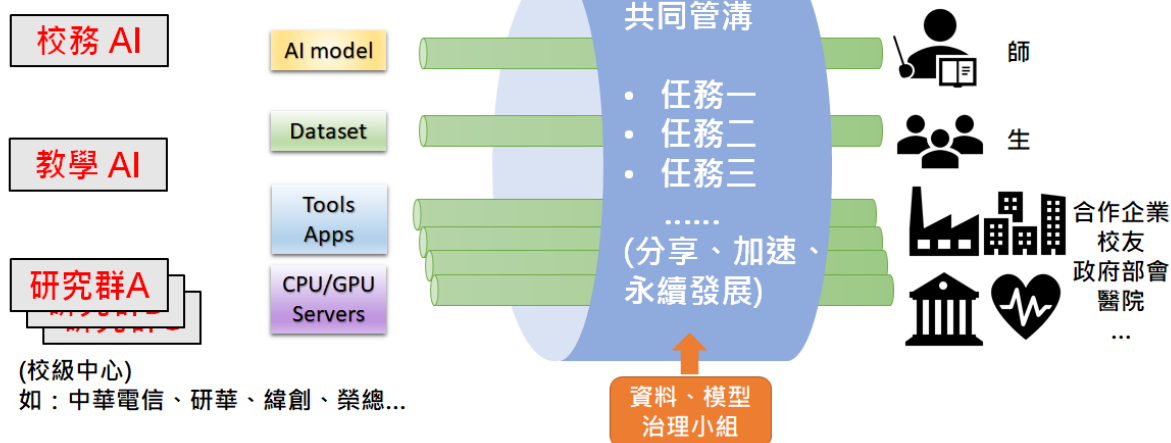 校務 AI
教學 AI
研究群A
(校級中心)
如：中華電信、研華、緯創、榮總...
AI model
Dataset
Tools
Apps
CPU/GPU
Servers
共同管溝
• 任務一
• 任務二
• 任務三
……
(分享、加速、
永續發展)
資料、模型
治理小組
師
生
合作企業
校友
政府部會
醫院
...